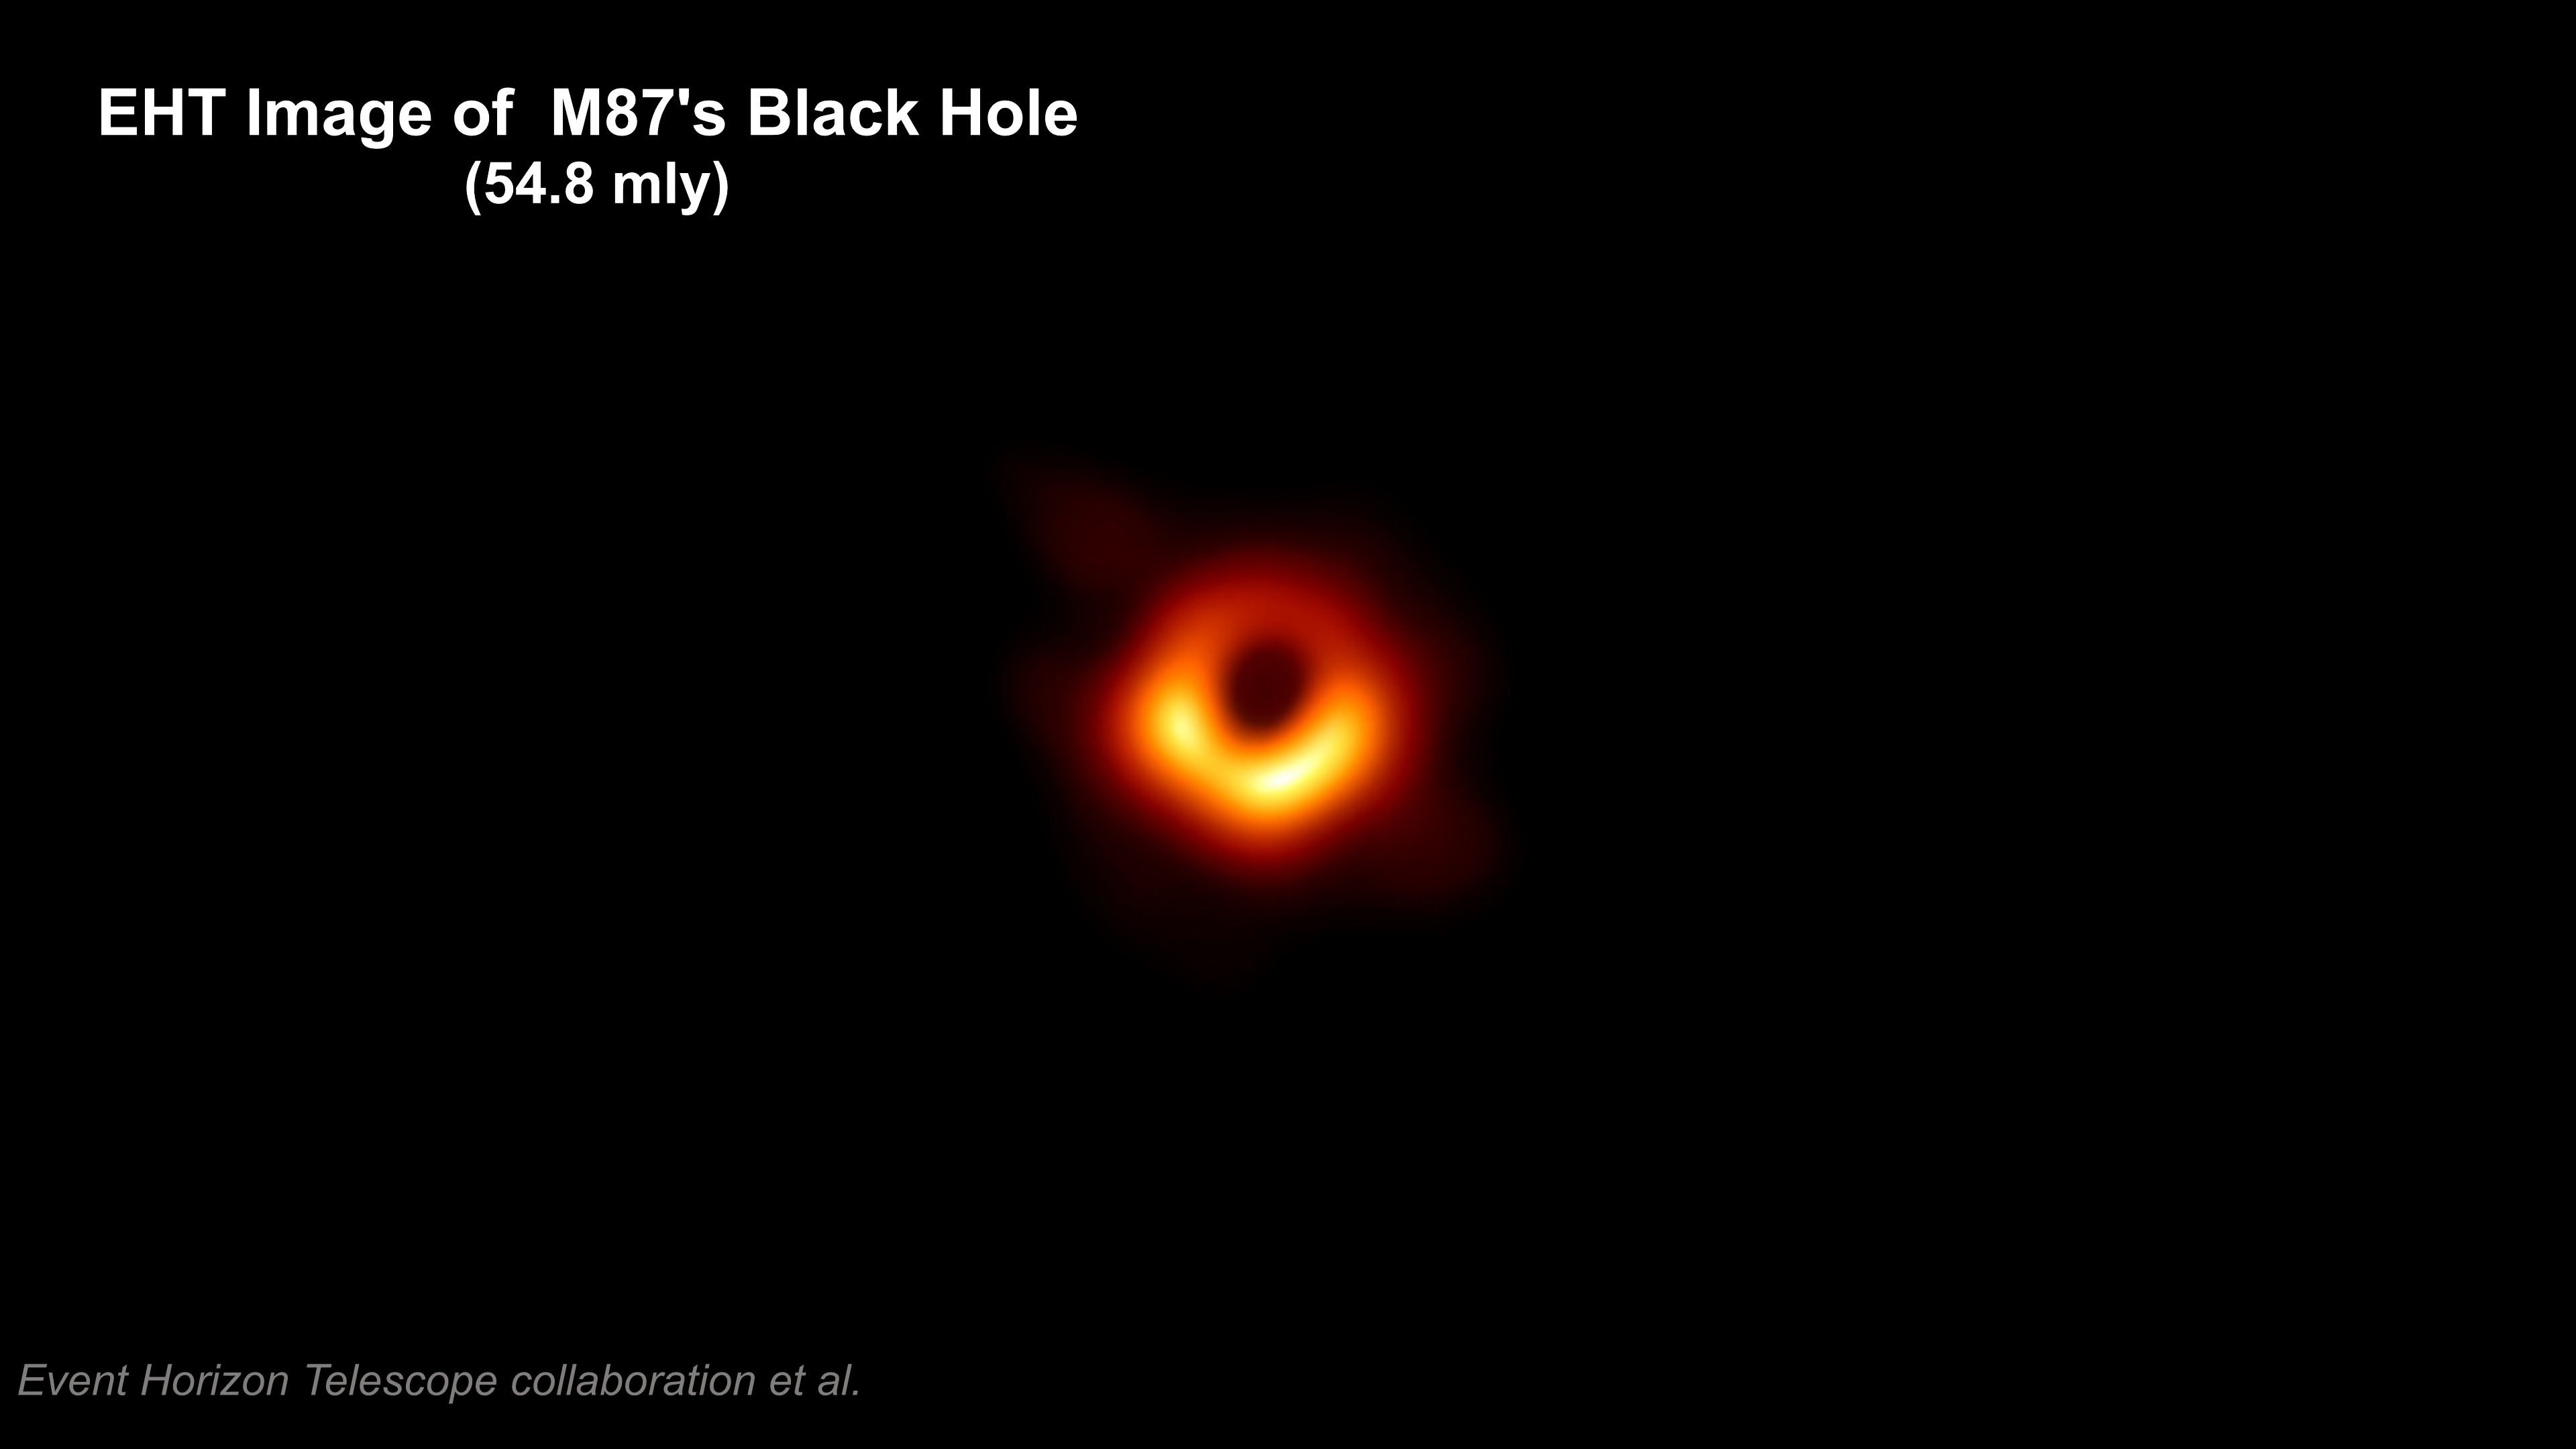 EHT Image of  M87's Black Hole
(54.8 mly)
Event Horizon Telescope collaboration et al.